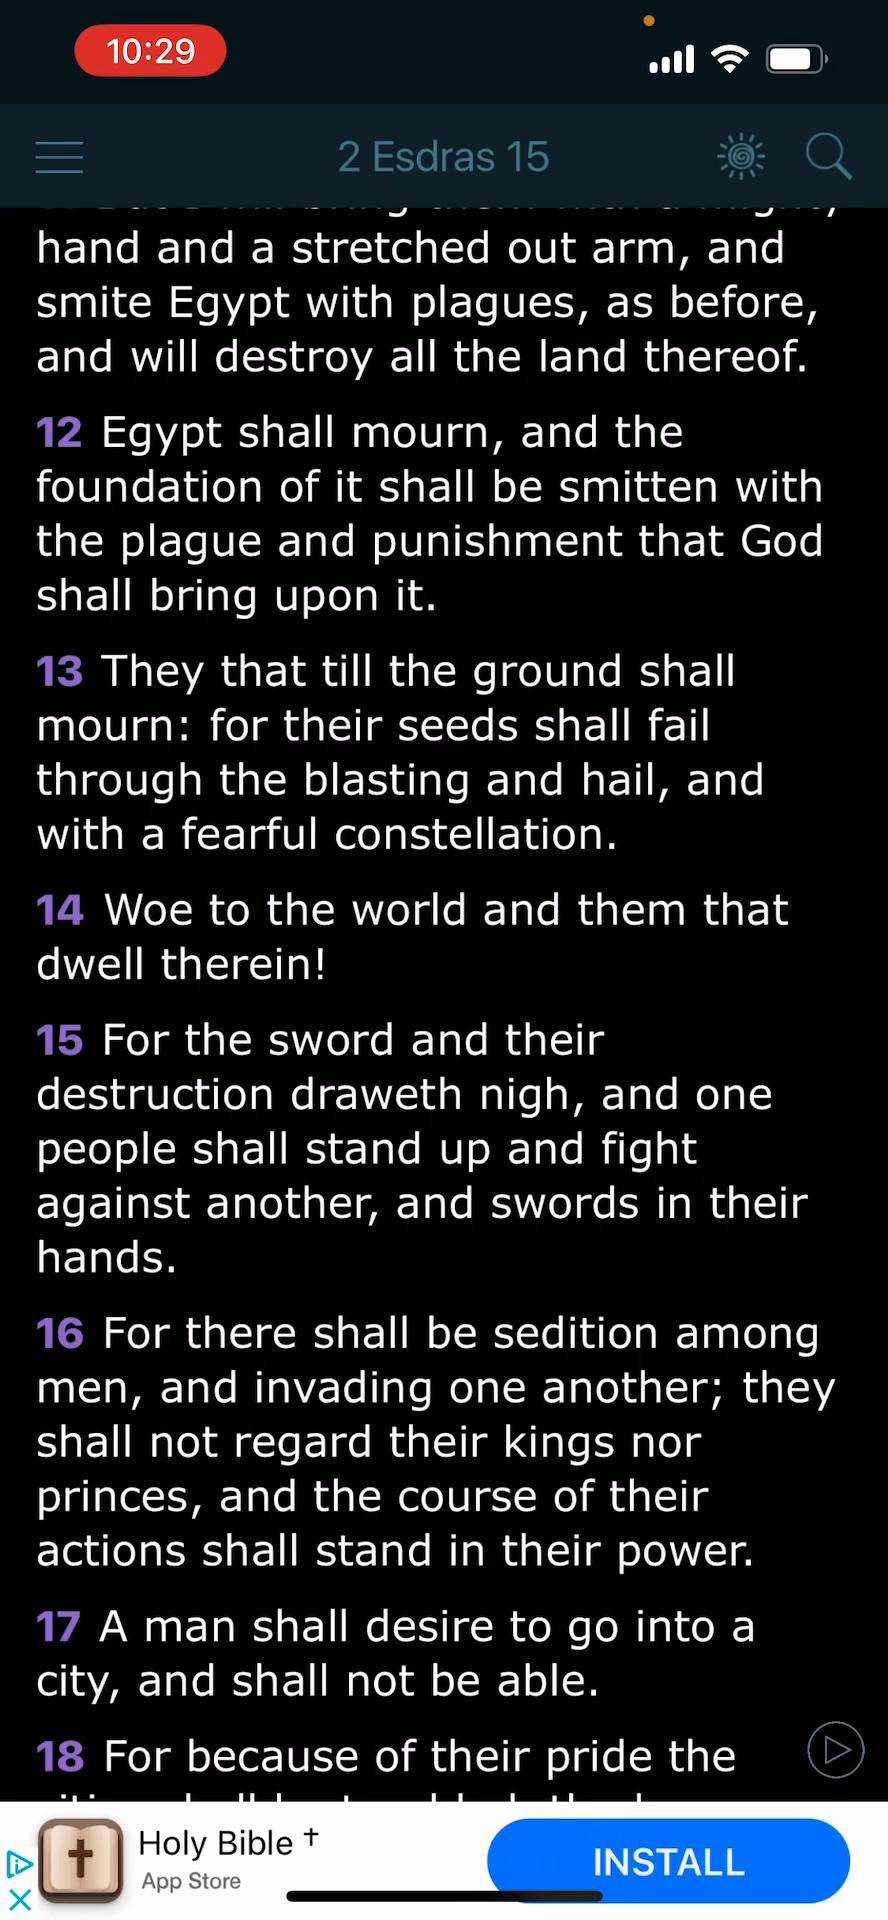 10:29
2 Esdras 15
hand and a stretched out arm, and
smite Egypt with plagues, as before,
and will destroy all the land thereof.
12 Egypt shall mourn, and the
foundation of it shall be smitten with
the plague and punishment that God
shall bring upon it.
13 They that till the ground shall
mourn: for their seeds shall fail
through the blasting and hail, and
with a fearful constellation.
14 Woe to the world and them that
dwell therein!
15 For the sword and their
destruction draweth nigh, and one
people shall stand up and fight
against another, and swords in their
hands.
16 For there shall be sedition among
men, and invading one another; they
shall not regard their kings nor
princes, and the course of their
actions shall stand in their power.
17 A man shall desire to go into a
city, and shall not be able.
18 For because of their pride the
Holy Bible †
App Store
INSTALL